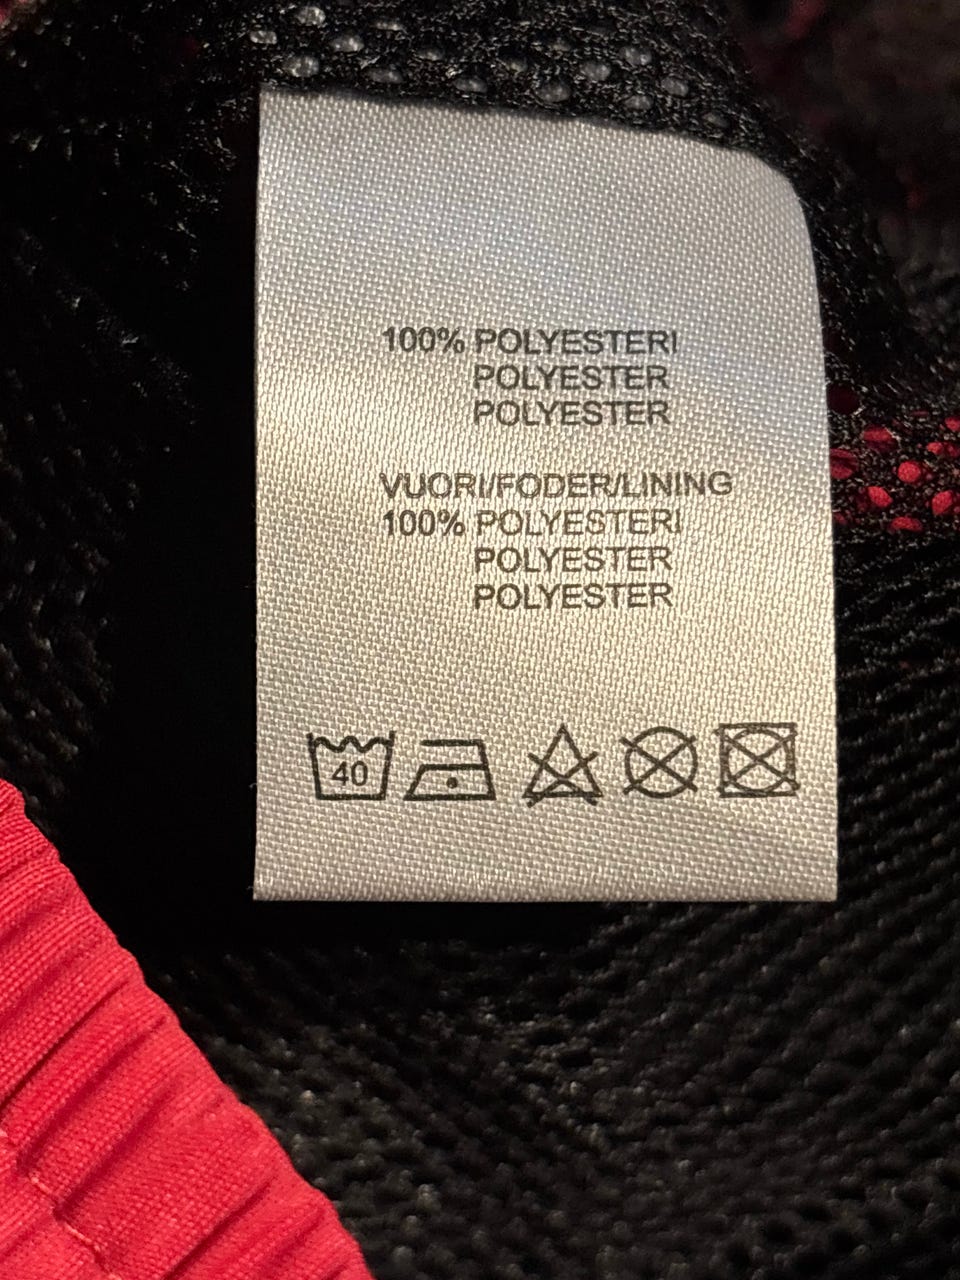 100% POLYESTERI
POLYESTER
POLYESTER
VUORI/FODER/LINING
100% POLYESTERI
POLYESTER
POLYESTER
40